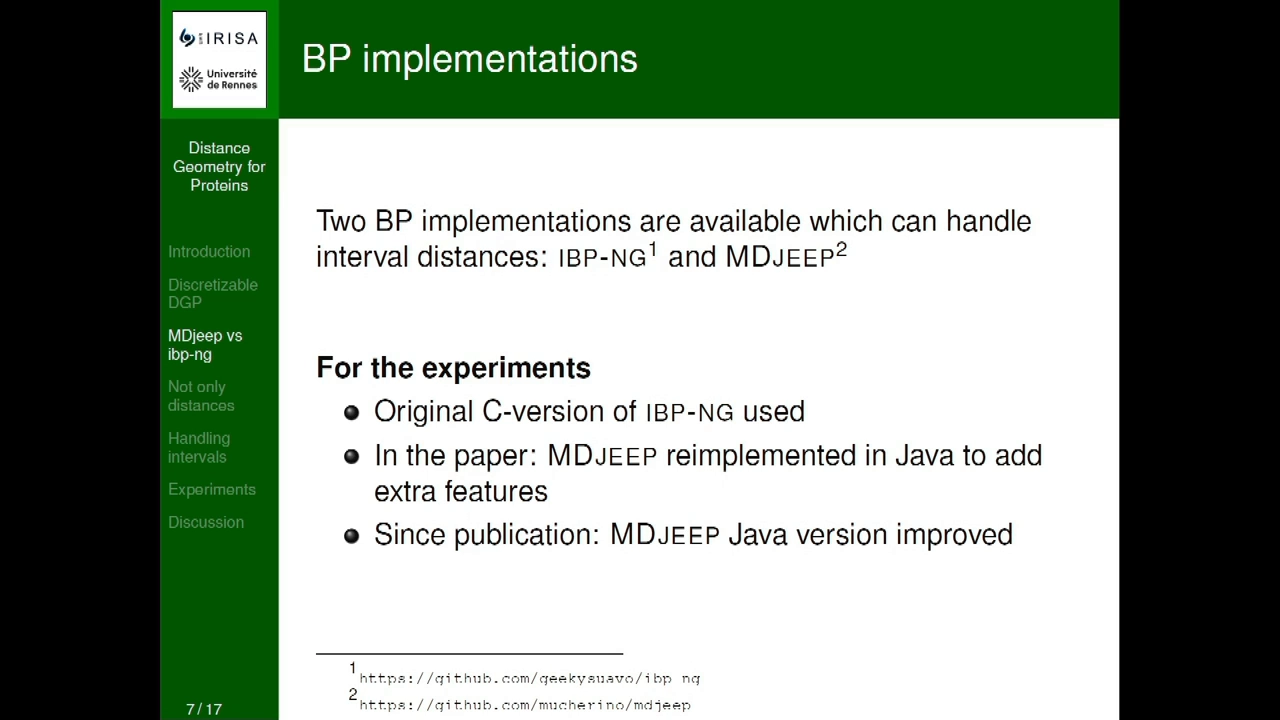 IRISA
Université
de Rennes
BP implementations
Distance
Geometry for
Proteins
Introduction
Discretizable
DGP
MDjeep vs
ibp-ng
Not only
distances
Handling
intervals
Experiments
Discussion
7 / 17
Two BP implementations are available which can handle
interval distances: IBP-NG1 and MDJEEP2
For the experiments
Original C-version of IBP-NG used
In the paper: MDJEEP reimplemented in Java to add
extra features
Since publication: MDJEEP Java version improved
1 https://github.com/geekysuavo/ibp-ng
2 https://github.com/mucherino/mdjeep